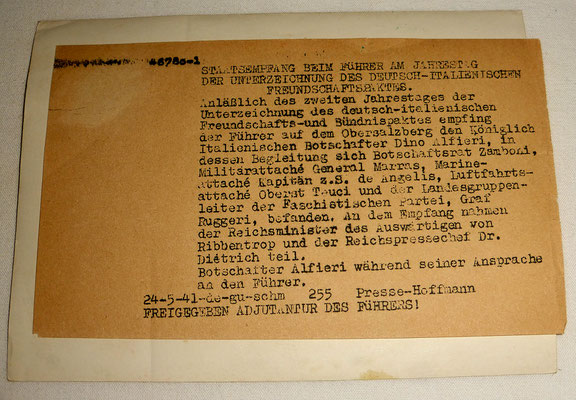 6780-1
STAATSEMPFANG BEIM FÜHRER AM JAHRESTAG
DER UNTERZEICHNUNG DES DEUTSCH-ITALIENISCHEN
FREUNDSCHAFTSPAKTES.
Anläßlich des zweiten Jahrestages der
Unterzeichnung des deutsch-italienischen
Freundschafts-und Bündnispaktes empfing
der Führer auf dem Obersalzberg den Königlich
Italienischen Botschafter Dino Alfieri, in
dessen Begleitung sich Botschaftsrat Zamboni,
Militärattaché General Marras, Marine-
attaché Kapitän z.S. de Angelis, Luftfahrts-
attaché Oberst Teuci und der Landesgruppen-
leiter der Faschistischen Partei, Graf
Ruggeri, befanden. An dem Empfang nahmen
der Reichsminister des Auswärtigen von
Ribbentrop und der Reichspressechef Dr.
Dietrich teil.
Botschafter Alfieri während seiner Ansprache
an den Führer.
24-5-41-de-gu-schm 255 Presse-Hoffmann
FREIGEGEBEN ADJUTANTUR DES FÜHRERS!